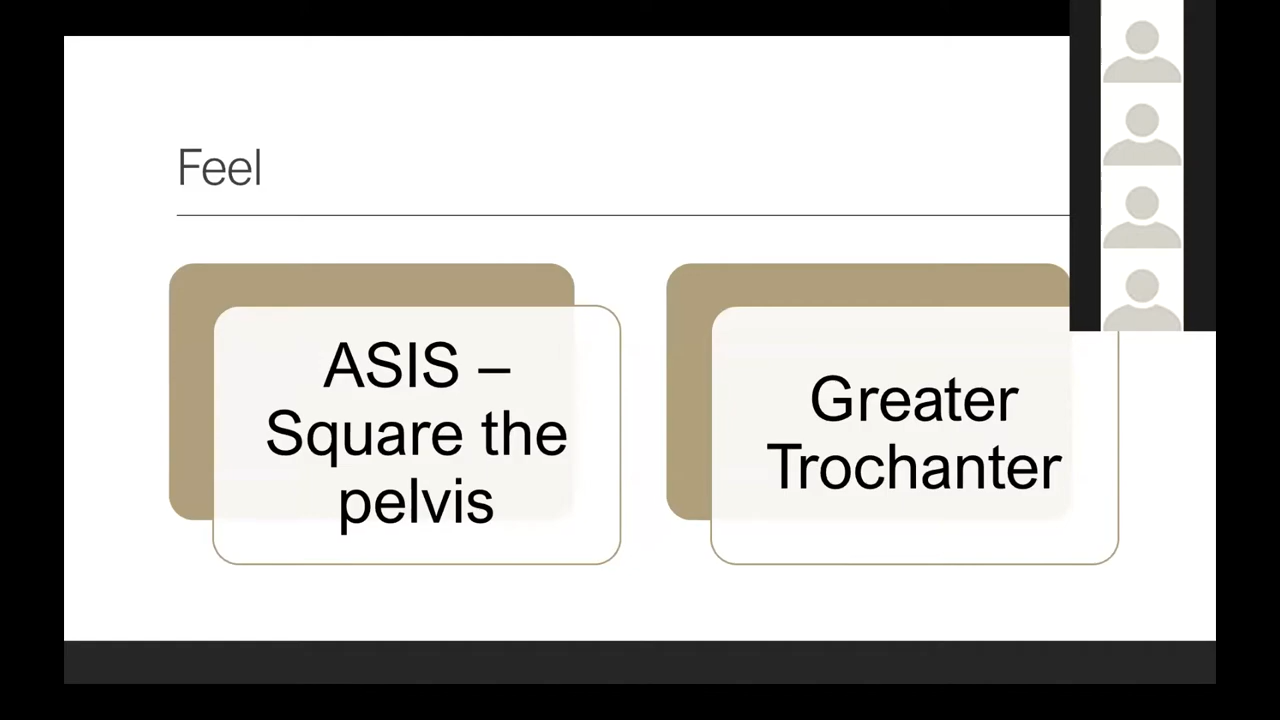 Feel
ASIS –
Square the
pelvis
Greater
Trochanter